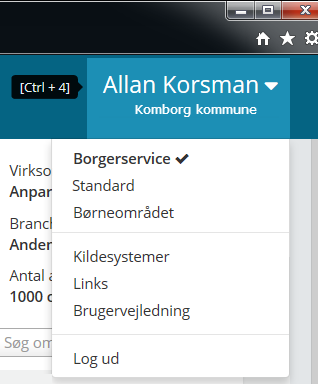 [Ctrl + 4]
Allan Korsman
Komborg kommune
Borgerservice
Standard
Børneområdet
Kildesystemer
Links
Brugervejledning
Log ud
Virkso
Anpar
Branch
Ander
Antal a
1000 o
Søg om